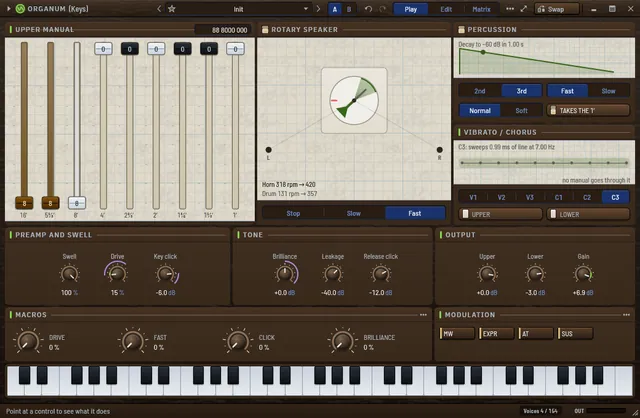 ORGANUM (Keys)
Init
A B
Play Edit Matrix
Swap
UPPER MANUAL
88 8000 000
8 8 8 0 0 0 0 0 0
16' 5⅓' 8' 4' 2⅔' 2' 1⅗' 1⅓' 1'
ROTARY SPEAKER
L R
Horn 318 rpm → 420
Drum 131 rpm → 357
Stop Slow Fast
PERCUSSION
Decay to -60 dB in 1.00 s
2nd 3rd Fast Slow
Normal Soft TAKES THE 1'
VIBRATO / CHORUS
C3: sweeps 0.99 ms of line at 7.00 Hz
no manual goes through it
V1 V2 V3 C1 C2 C3
UPPER LOWER
PREAMP AND SWELL
Swell Drive Key click
100 % 15 % -6.0 dB
TONE
Brilliance Leakage Release click
+0.0 dB -40.0 dB -12.0 dB
OUTPUT
Upper Lower Gain
+0.0 dB -3.0 dB +6.9 dB
MACROS
DRIVE
0 %
FAST
0 %
CLICK
0 %
BRILLIANCE
0 %
MODULATION
MW EXPR AT SUS
Point at a control to see what it does
Voices 4 / 164
OUT